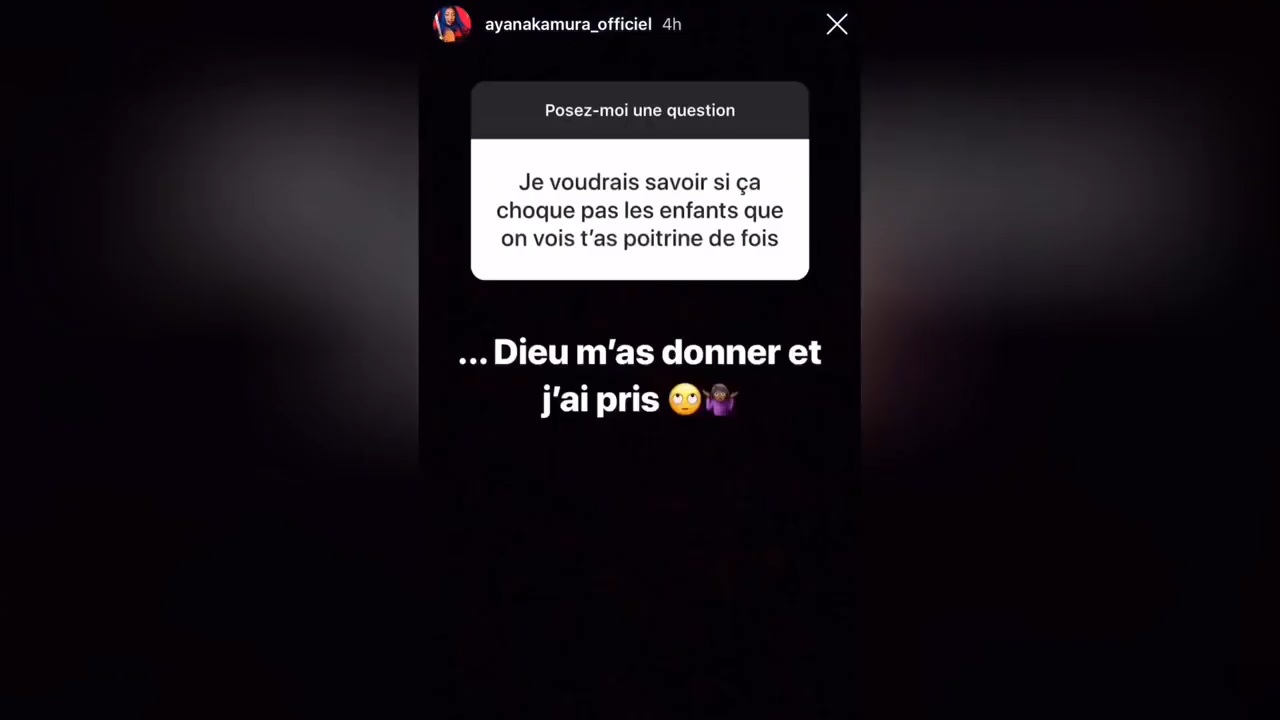 ayanakamura_officiel 4h
Posez-moi une question
Je voudrais savoir si ça
choque pas les enfants que
on vois t’as poitrine de fois
... Dieu m’as donner et
j’ai pris 🙄🤷🏾‍♀️